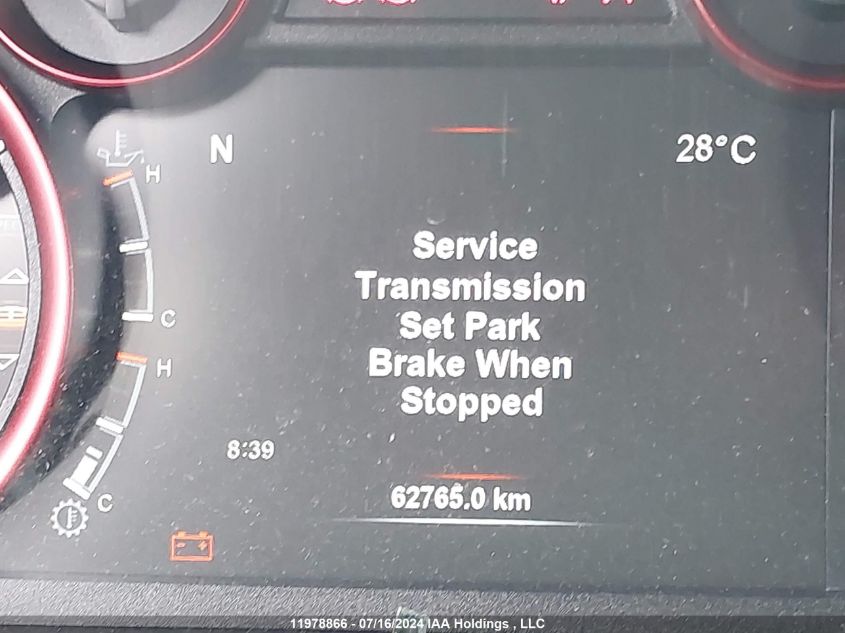 N
28°C
H
Service
Transmission
Set Park
Brake When
Stopped
C
H
8:39
62765.0 km
C
11978866 - 07/16/2024 IAA Holdings , LLC